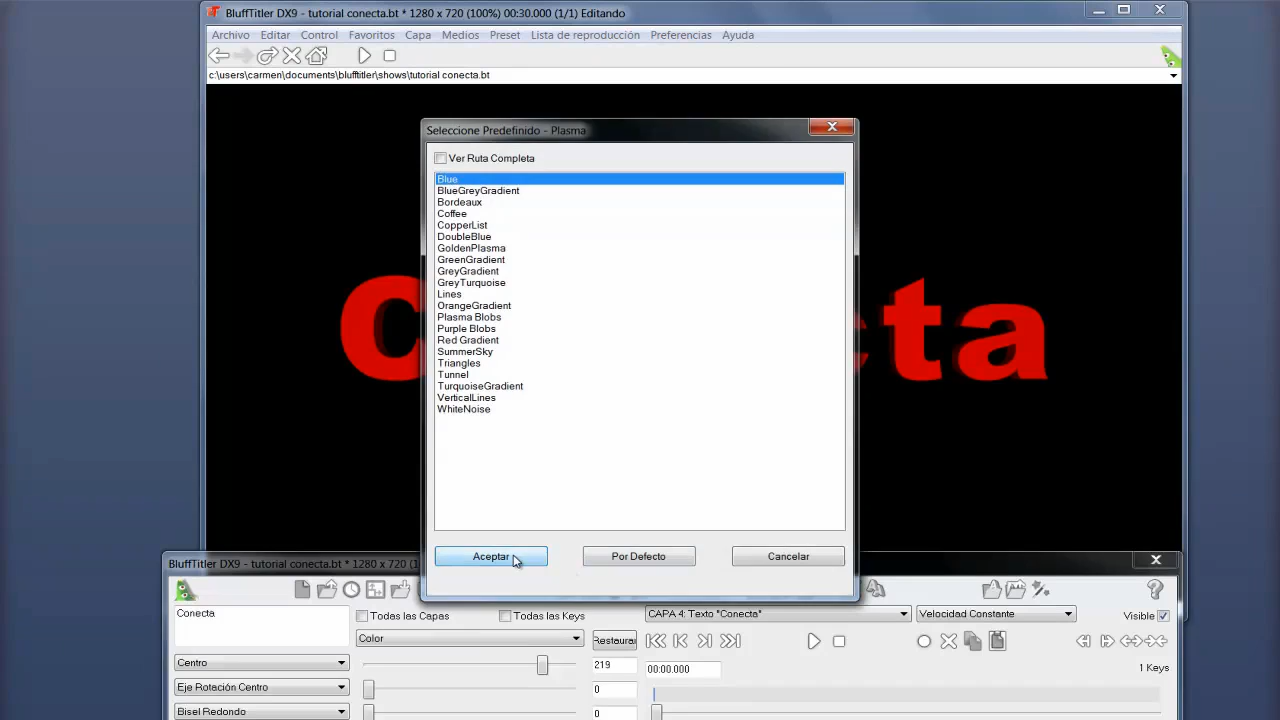 BluffTitler DX9 - tutorial conecta.bt * 1280 x 720 (100%) 00:30.000 (1/1) Editando
Archivo Editar Control Favoritos Capa Medios Preset Lista de reproducción Preferencias Ayuda
c:\users\carmen\documents\blufftitler\shows\tutorial conecta.bt
Seleccione Predefinido - Plasma
Ver Ruta Completa
Blue
BlueGreyGradient
Bordeaux
Coffee
CopperList
DoubleBlue
GoldenPlasma
GreenGradient
GreyGradient
GreyTurquoise
Lines
OrangeGradient
Plasma Blobs
Purple Blobs
Red Gradient
SummerSky
Triangles
Tunnel
TurquoiseGradient
VerticalLines
WhiteNoise
C cta
Aceptar Por Defecto Cancelar
BluffTitler DX9 - tutorial conecta.bt * 1280 x 720 (1
Conecta
Todas las Capas Todas las Keys CAPA 4: Texto "Conecta" Velocidad Constante Visible
Color Restaurar
Centro 219 00:00.000 1 Keys
Eje Rotación Centro 0
Bisel Redondo 0